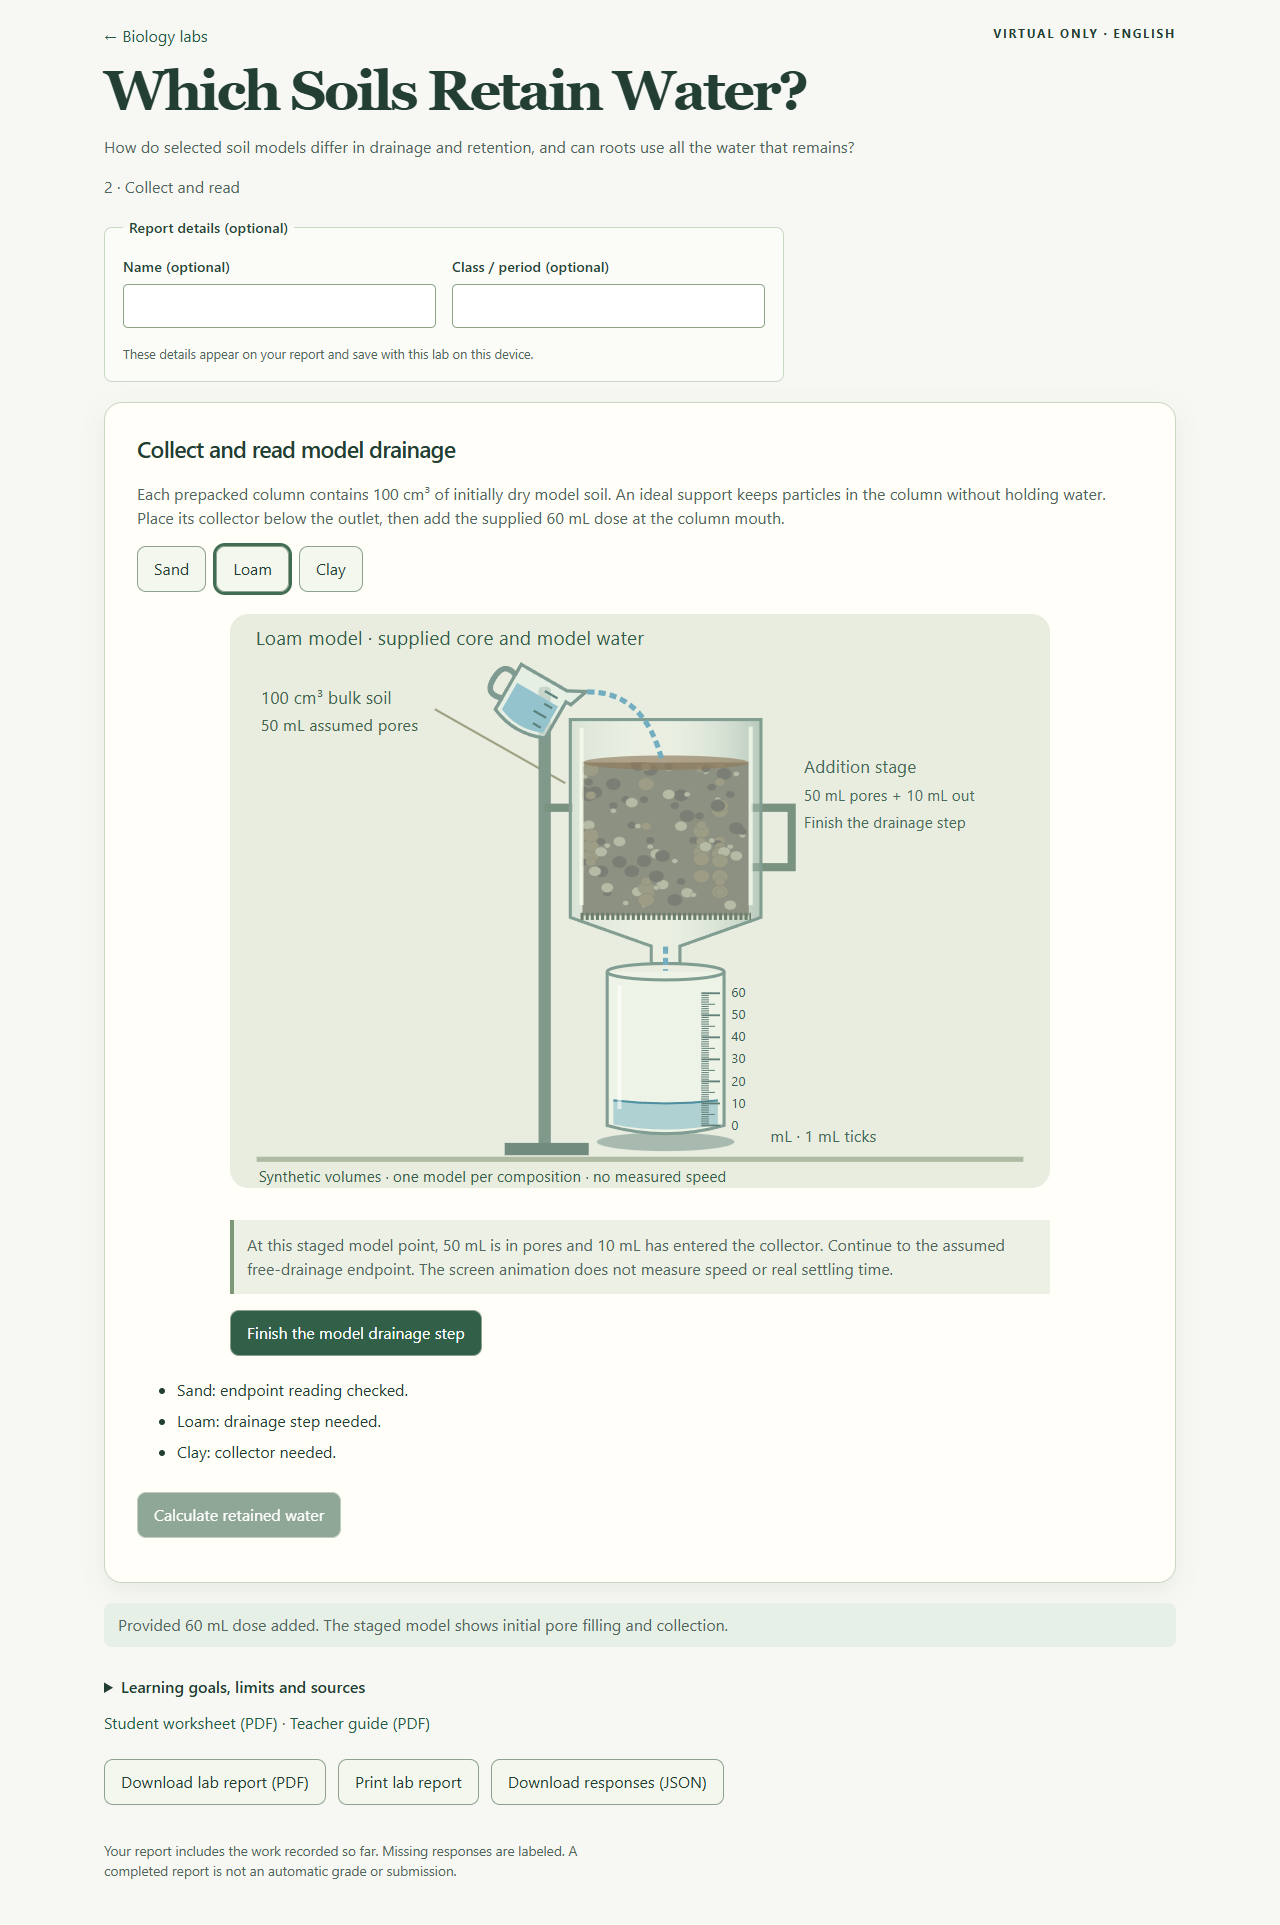 ← Biology labs
VIRTUAL ONLY · ENGLISH
Which Soils Retain Water?
How do selected soil models differ in drainage and retention, and can roots use all the water that remains?
2 · Collect and read
Report details (optional)
Name (optional)
Class / period (optional)
These details appear on your report and save with this lab on this device.
Collect and read model drainage
Each prepacked column contains 100 cm³ of initially dry model soil. An ideal support keeps particles in the column without holding water.
Place its collector below the outlet, then add the supplied 60 mL dose at the column mouth.
Sand
Loam
Clay
Loam model · supplied core and model water
100 cm³ bulk soil
50 mL assumed pores
Addition stage
50 mL pores + 10 mL out
Finish the drainage step
60
50
40
30
20
10
0
mL · 1 mL ticks
Synthetic volumes · one model per composition · no measured speed
At this staged model point, 50 mL is in pores and 10 mL has entered the collector. Continue to the assumed
free-drainage endpoint. The screen animation does not measure speed or real settling time.
Finish the model drainage step
• Sand: endpoint reading checked.
• Loam: drainage step needed.
• Clay: collector needed.
Calculate retained water
Provided 60 mL dose added. The staged model shows initial pore filling and collection.
▶ Learning goals, limits and sources
Student worksheet (PDF) · Teacher guide (PDF)
Download lab report (PDF)
Print lab report
Download responses (JSON)
Your report includes the work recorded so far. Missing responses are labeled. A
completed report is not an automatic grade or submission.